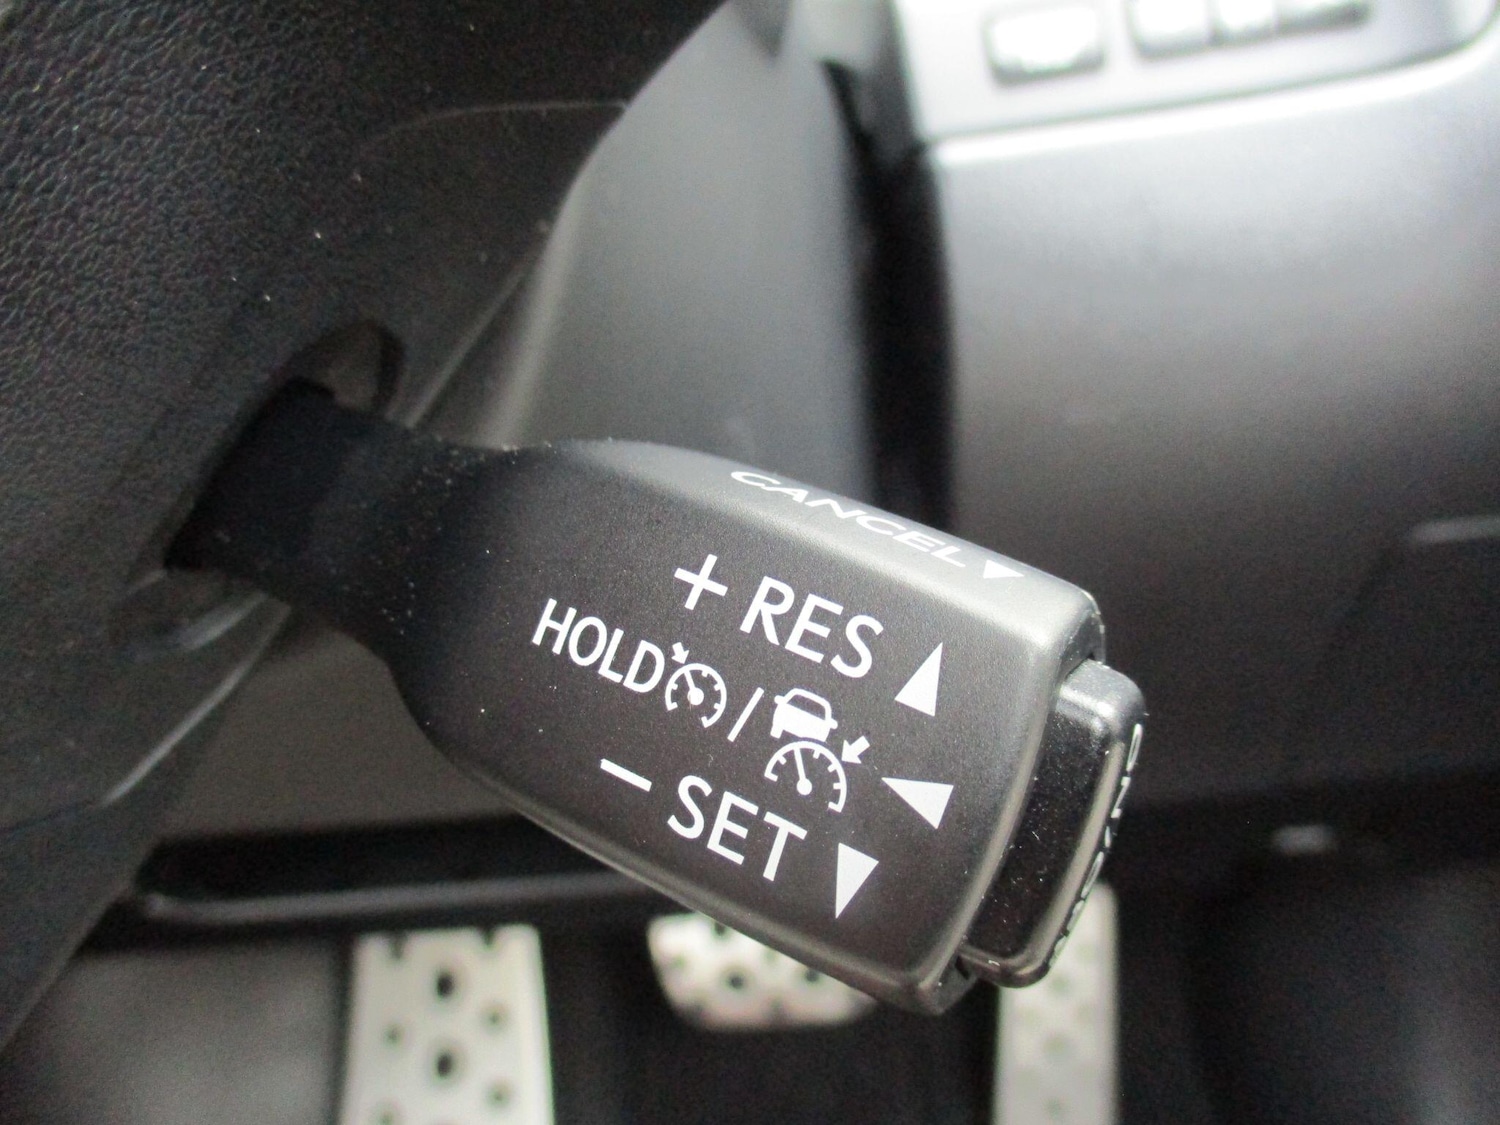 CANCEL
+ RES
HOLD /
− SET